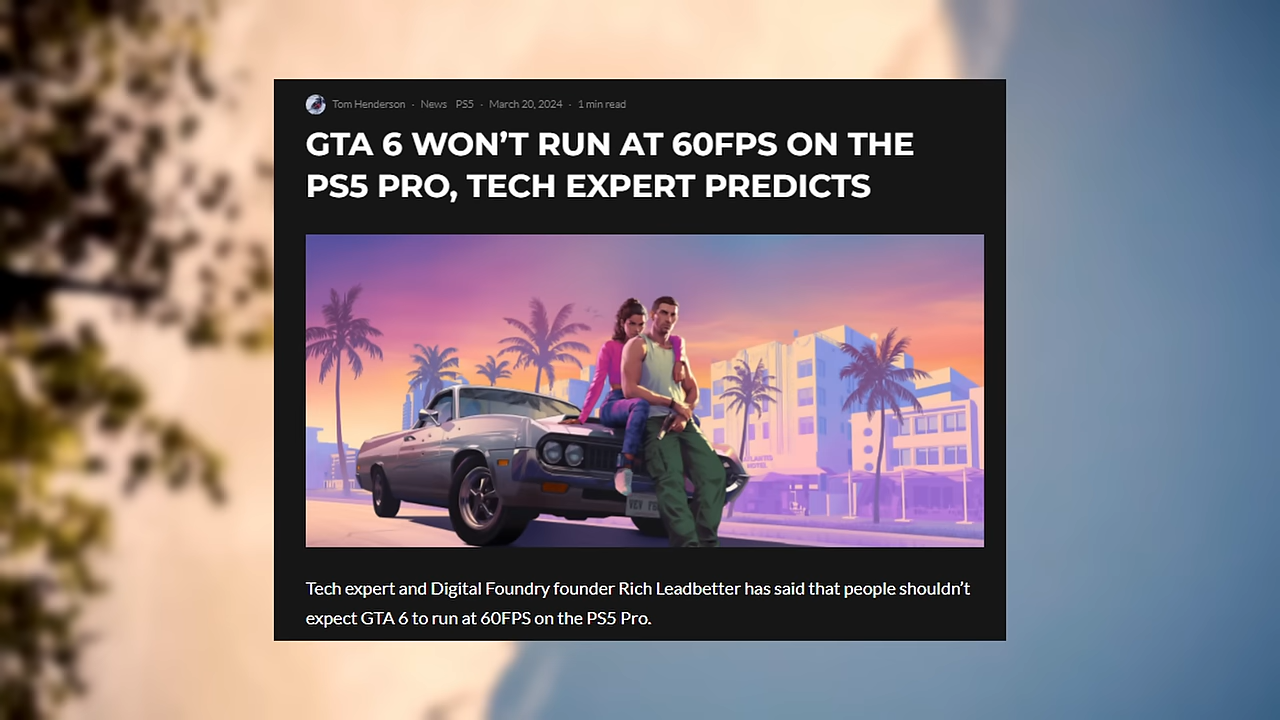 Tom Henderson · News PS5 · March 20, 2024 · 1 min read
GTA 6 WON’T RUN AT 60FPS ON THE
PS5 PRO, TECH EXPERT PREDICTS
ATLANTIS
HOTEL
Tech expert and Digital Foundry founder Rich Leadbetter has said that people shouldn’t
expect GTA 6 to run at 60FPS on the PS5 Pro.